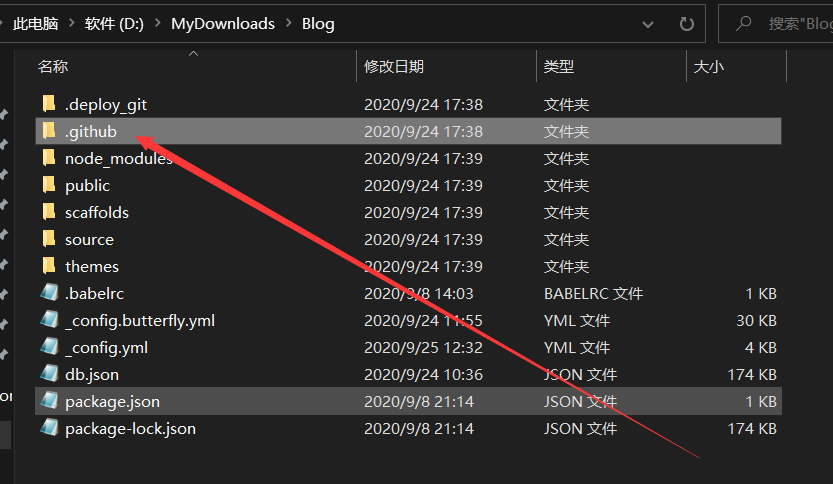 此电脑 > 软件 (D:) > MyDownloads > Blog 搜索"Blog
名称 修改日期 类型 大小
.deploy_git 2020/9/24 17:38 文件夹
.github 2020/9/24 17:38 文件夹
node_modules 2020/9/24 17:39 文件夹
public 2020/9/24 17:39 文件夹
scaffolds 2020/9/24 17:39 文件夹
source 2020/9/24 17:39 文件夹
themes 2020/9/24 17:39 文件夹
.babelrc 2020/9/8 14:03 BABELRC 文件 1 KB
_config.butterfly.yml 2020/9/24 11:55 YML 文件 30 KB
_config.yml 2020/9/25 12:32 YML 文件 4 KB
db.json 2020/9/24 10:36 JSON 文件 174 KB
package.json 2020/9/8 21:14 JSON 文件 1 KB
package-lock.json 2020/9/8 21:14 JSON 文件 174 KB